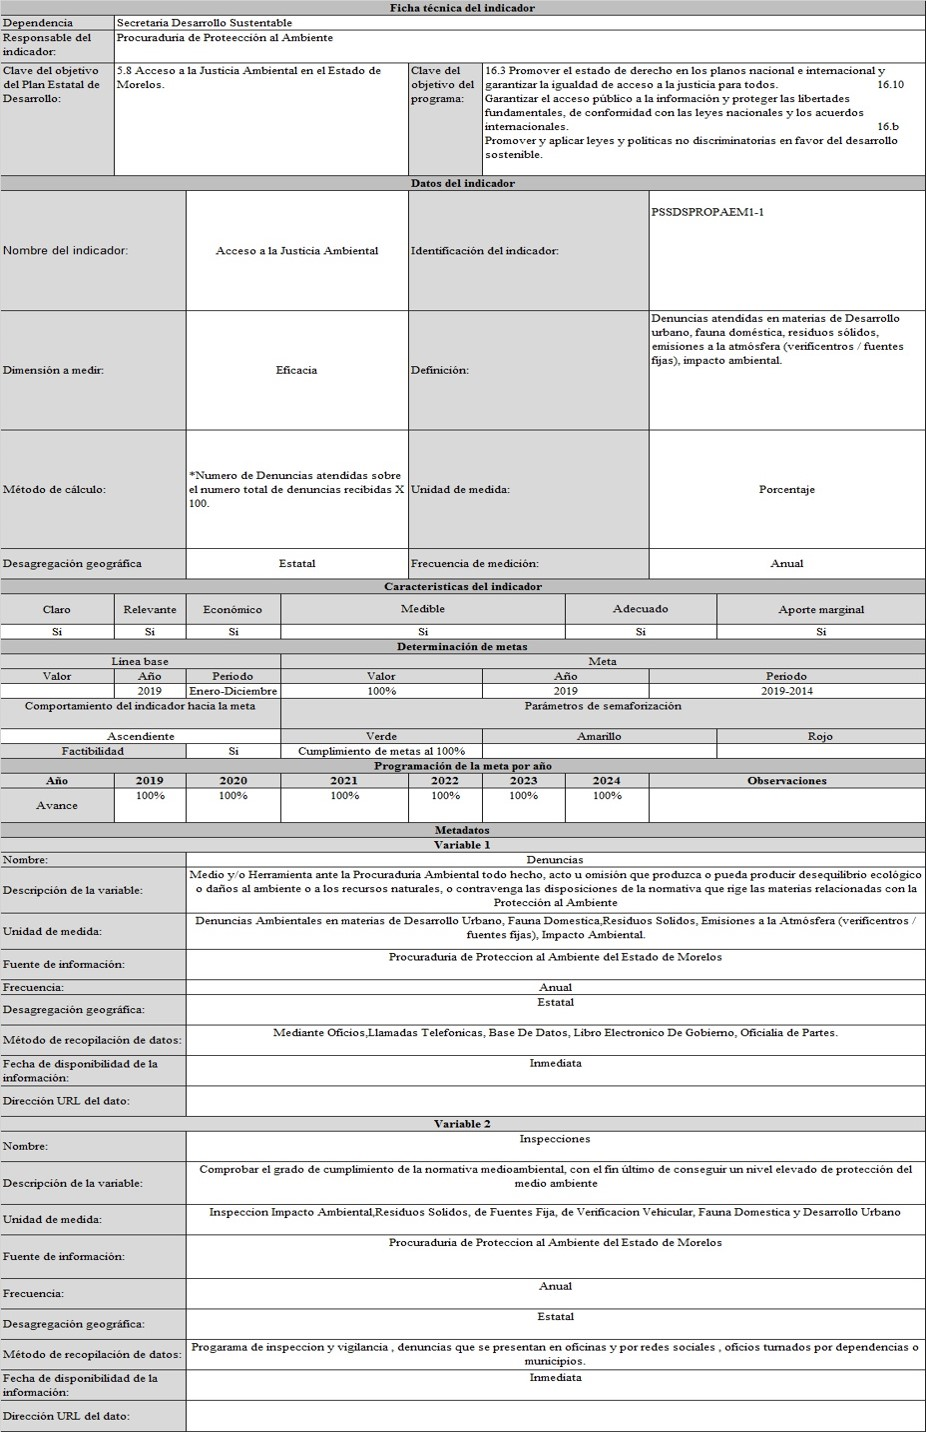 Ficha técnica del indicador
Dependencia
Secretaria Desarrollo Sustentable
Responsable del
indicador:
Procuraduría de Proteección al Ambiente
Clave del objetivo
del Plan Estatal de
Desarrollo:
5.8 Acceso a la Justicia Ambiental en el Estado de
Morelos.
Clave del
objetivo del
programa:
16.3 Promover el estado de derecho en los planos nacional e internacional y
garantizar la igualdad de acceso a la justicia para todos. 16.10
Garantizar el acceso público a la información y proteger las libertades
fundamentales, de conformidad con las leyes nacionales y los acuerdos
internacionales. 16.b
Promover y aplicar leyes y políticas no discriminatorias en favor del desarrollo
sostenible.
Datos del indicador
Nombre del indicador:
Acceso a la Justicia Ambiental
Identificación del indicador:
PSSDSPROPAEM1-1
Dimensión a medir:
Eficacia
Definición:
Denuncias atendidas en materias de Desarrollo
urbano, fauna doméstica, residuos sólidos,
emisiones a la atmósfera (verificentros / fuentes
fijas), impacto ambiental.
Método de cálculo:
*Numero de Denuncias atendidas sobre
el numero total de denuncias recibidas X
100.
Unidad de medida:
Porcentaje
Desagregación geográfica
Estatal
Frecuencia de medición:
Anual
Características del indicador
Claro Relevante Económico Medible Adecuado Aporte marginal
Si Si Si Si Si Si
Determinación de metas
Línea base Meta
Valor Año Periodo Valor Año Periodo
2019 Enero-Diciembre 100% 2019 2019-2014
Comportamiento del indicador hacia la meta Parámetros de semaforización
Ascendiente Verde Amarillo Rojo
Factibilidad Si Cumplimiento de metas al 100%
Programación de la meta por año
Año 2019 2020 2021 2022 2023 2024 Observaciones
Avance 100% 100% 100% 100% 100% 100%
Metadatos
Variable 1
Nombre:
Denuncias
Descripción de la variable:
Medio y/o Herramienta ante la Procuraduria Ambiental todo hecho, acto u omisión que produzca o pueda producir desequilibrio ecológico
o daños al ambiente o a los recursos naturales, o contravenga las disposiciones de la normativa que rige las materias relacionadas con la
Protección al Ambiente
Unidad de medida:
Denuncias Ambientales en materias de Desarrollo Urbano, Fauna Domestica,Residuos Solidos, Emisiones a la Atmósfera (verificentros /
fuentes fijas), Impacto Ambiental.
Fuente de información:
Procuraduria de Proteccion al Ambiente del Estado de Morelos
Frecuencia:
Anual
Desagregación geográfica:
Estatal
Método de recopilación de datos:
Mediante Oficios,Llamadas Telefonicas, Base De Datos, Libro Electronico De Gobierno, Oficialia de Partes.
Fecha de disponibilidad de la
información:
Inmediata
Dirección URL del dato:
Variable 2
Nombre:
Inspecciones
Descripción de la variable:
Comprobar el grado de cumplimiento de la normativa medioambiental, con el fin último de conseguir un nivel elevado de protección del
medio ambiente
Unidad de medida:
Inspeccion Impacto Ambiental,Residuos Solidos, de Fuentes Fija, de Verificacion Vehicular, Fauna Domestica y Desarrollo Urbano
Fuente de información:
Procuraduria de Proteccion al Ambiente del Estado de Morelos
Frecuencia:
Anual
Desagregación geográfica:
Estatal
Método de recopilación de datos:
Progarama de inspeccion y vigilancia , denuncias que se presentan en oficinas y por redes sociales , oficios turnados por dependencias o
municipios.
Fecha de disponibilidad de la
información:
Inmediata
Dirección URL del dato: